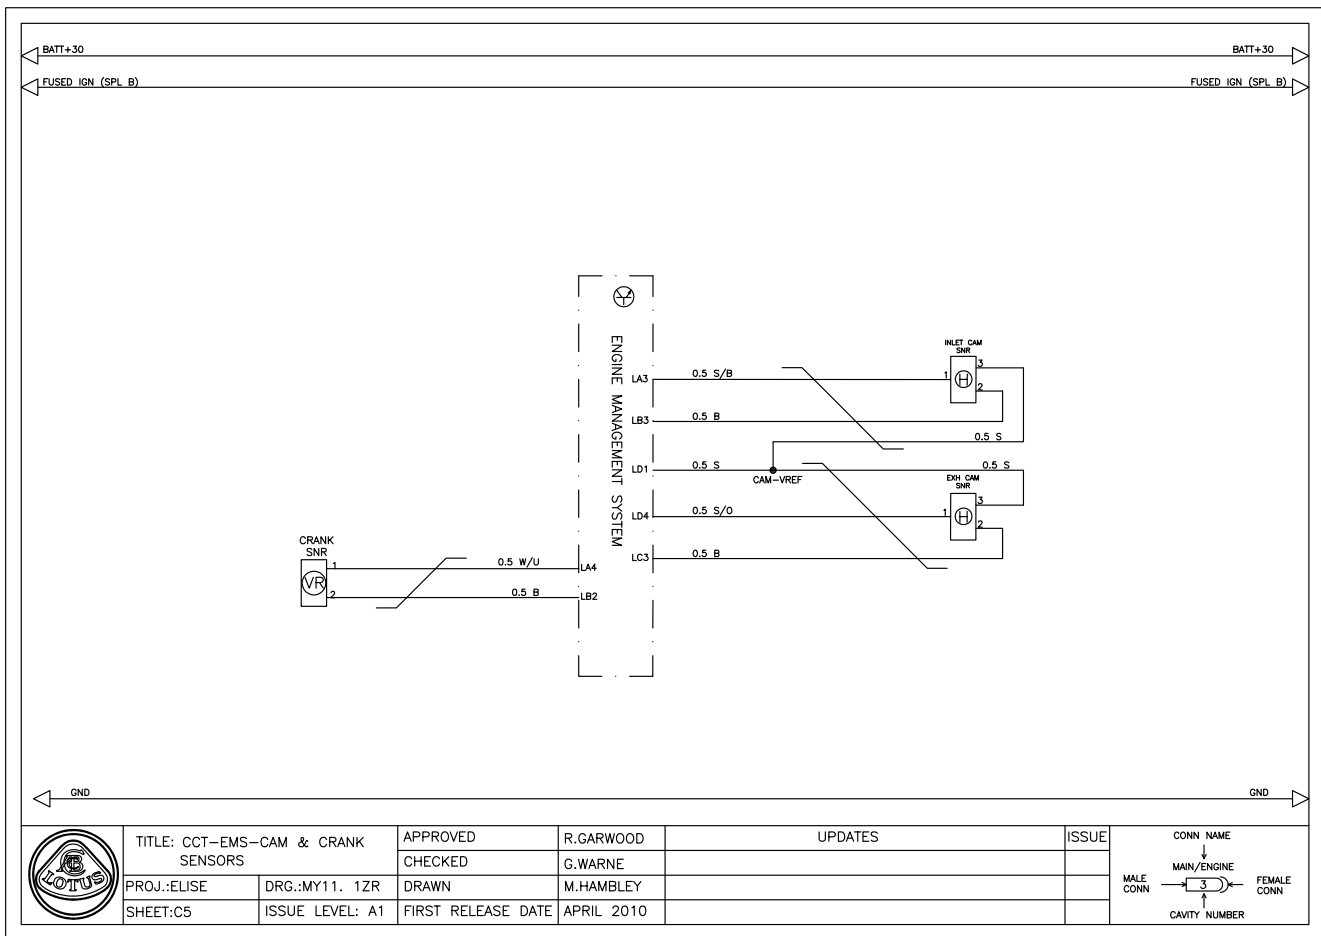 BATT+30 BATT+30
FUSED IGN (SPL B) FUSED IGN (SPL B)
INLET CAM
SNR
3
LA3 0.5 S/B 1 H
2
LB3 0.5 B
0.5 S
LD1 0.5 S 0.5 S
CAM-VREF
EXH CAM
SNR
3
LD4 0.5 S/O 1 H
2
LC3 0.5 B
ENGINE MANAGEMENT SYSTEM
CRANK
SNR
1 0.5 W/U LA4
VR
2 0.5 B LB2
GND GND
LOTUS
TITLE: CCT-EMS-CAM & CRANK
SENSORS
PROJ.:ELISE DRG.:MY11. 1ZR
SHEET:C5 ISSUE LEVEL: A1
APPROVED R.GARWOOD
CHECKED G.WARNE
DRAWN M.HAMBLEY
FIRST RELEASE DATE APRIL 2010
UPDATES ISSUE
CONN NAME
MAIN/ENGINE
MALE
CONN
3
FEMALE
CONN
CAVITY NUMBER